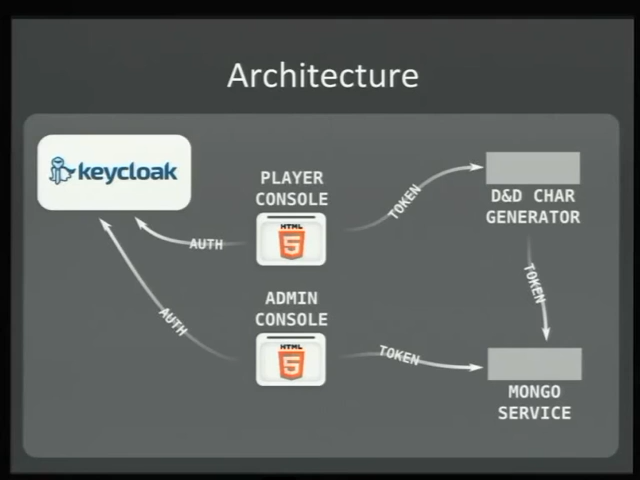 Architecture
keycloak
PLAYER
CONSOLE
HTML
5
AUTH
TOKEN
D&D CHAR
GENERATOR
TOKEN
ADMIN
CONSOLE
HTML
5
AUTH
TOKEN
MONGO
SERVICE